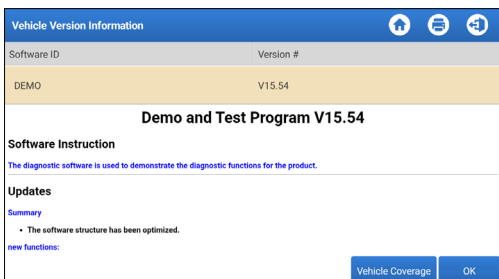 Vehicle Version Information
Software ID Version #
DEMO V15.54
Demo and Test Program V15.54
Software Instruction
The diagnostic software is used to demonstrate the diagnostic functions for the product.
Updates
Summary
• The software structure has been optimized.
new functions:
Vehicle Coverage OK